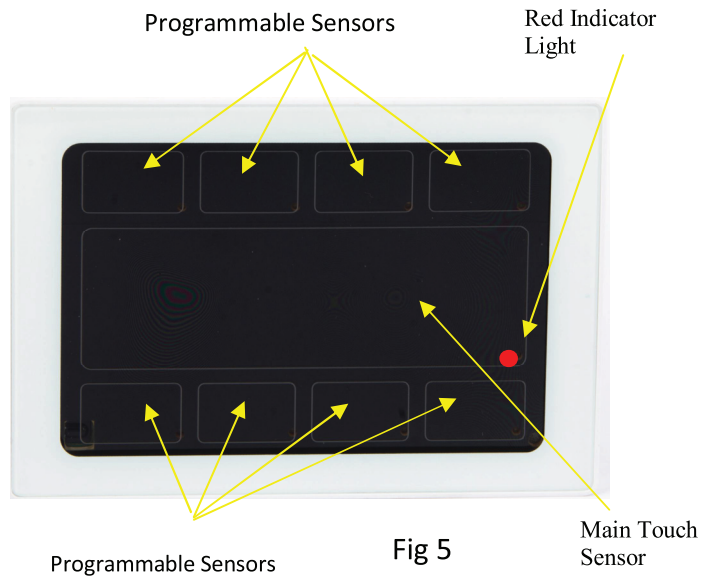 Programmable Sensors
Red Indicator
Light
Main Touch
Sensor
Fig 5
Programmable Sensors